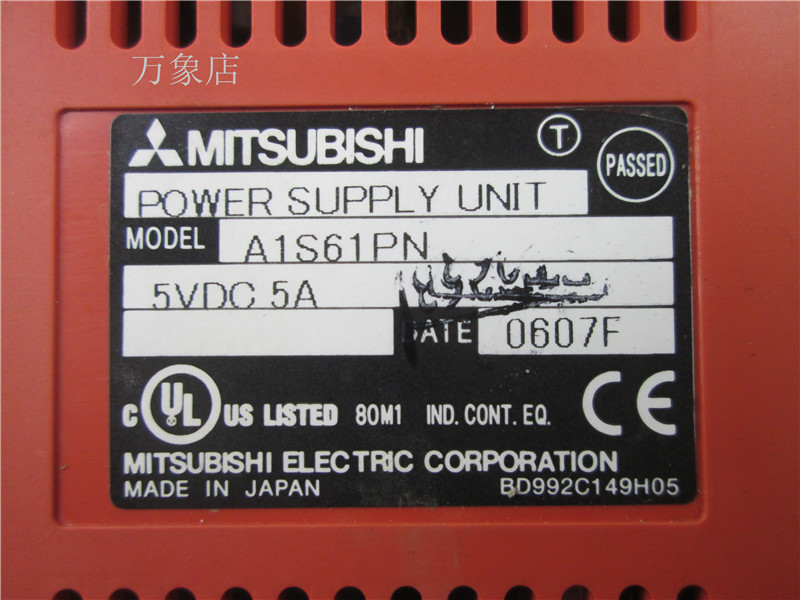 万象店
MITSUBISHI
T
PASSED
POWER SUPPLY UNIT
MODEL A1S61PN
5VDC 5A
DATE 0607F
C UL US LISTED 80M1 IND. CONT. EQ. CE
MITSUBISHI ELECTRIC CORPORATION
MADE IN JAPAN BD992C149H05